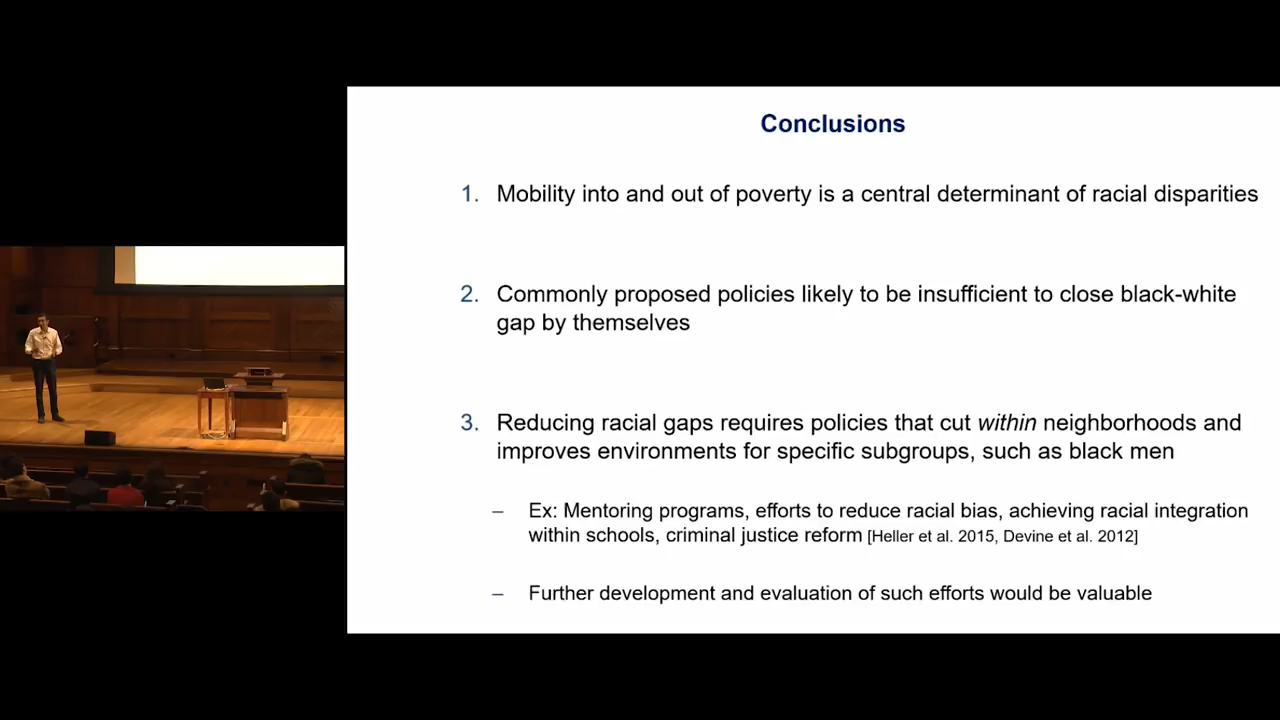 Conclusions
1. Mobility into and out of poverty is a central determinant of racial disparities
2. Commonly proposed policies likely to be insufficient to close black-white
gap by themselves
3. Reducing racial gaps requires policies that cut within neighborhoods and
improves environments for specific subgroups, such as black men
– Ex: Mentoring programs, efforts to reduce racial bias, achieving racial integration
within schools, criminal justice reform [Heller et al. 2015, Devine et al. 2012]
– Further development and evaluation of such efforts would be valuable